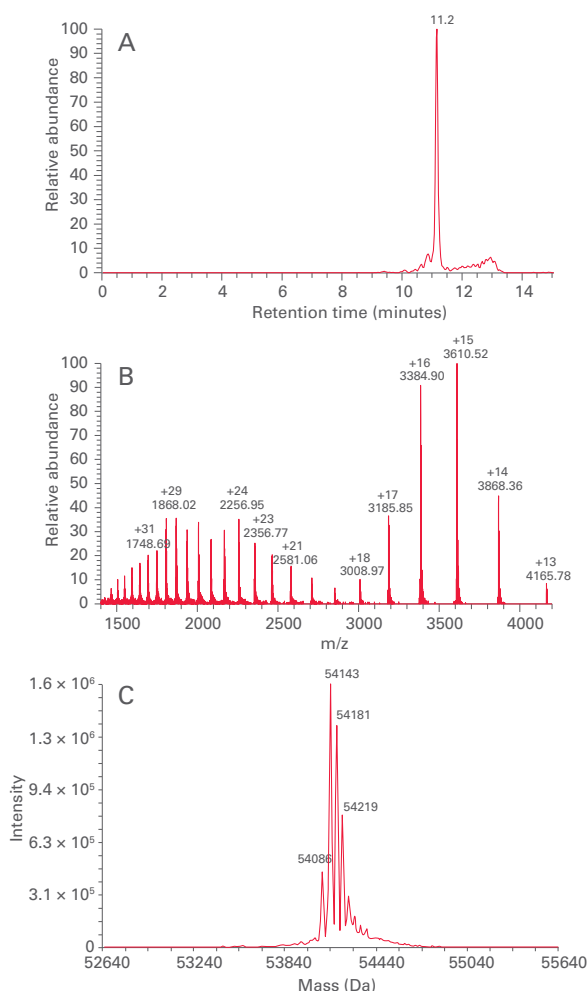 A
11.2
100
90
80
70
60
50
40
30
20
10
0
Relative abundance
0 2 4 6 8 10 12 14
Retention time (minutes)
B
+15
3610.52
+16
3384.90
+14
3868.36
+29
1868.02
+24
2256.95
+17
3185.85
+31
1748.69
+23
2356.77
+21
2581.06
+18
3008.97
+13
4165.78
100
90
80
70
60
50
40
30
20
10
0
Relative abundance
1500 2000 2500 3000 3500 4000
m/z
C
54143
54181
54219
54086
1.6 × 10⁶
1.3 × 10⁶
9.4 × 10⁵
6.3 × 10⁵
3.1 × 10⁵
0
Intensity
52640 53240 53840 54440 55040 55640
Mass (Da)